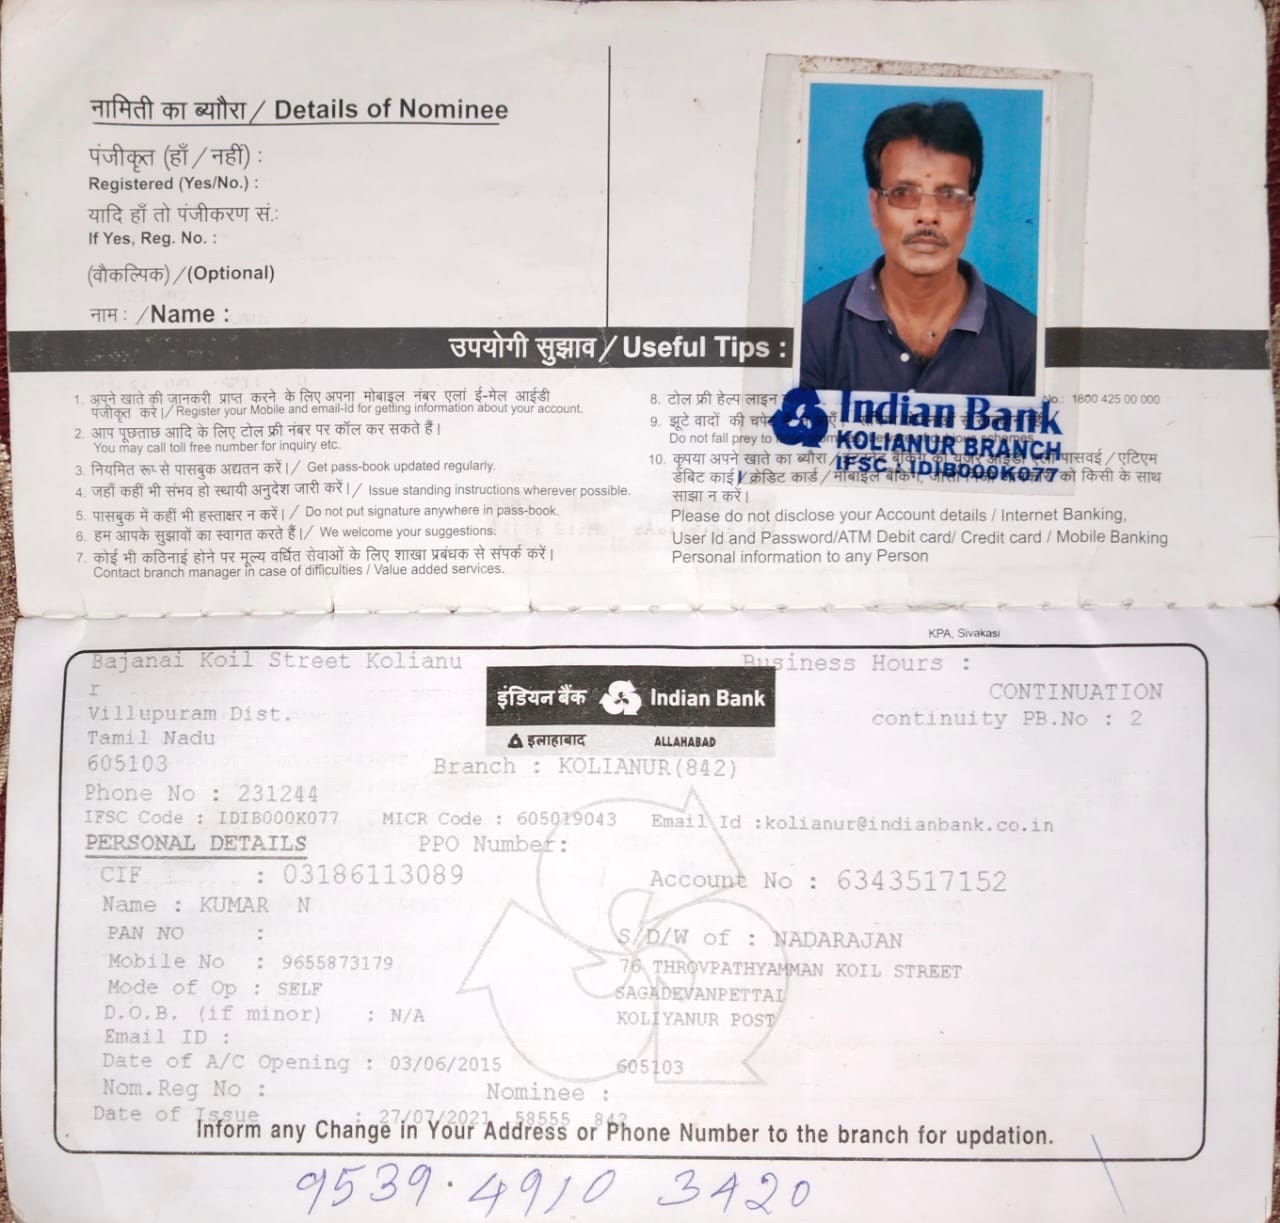 नामिती का ब्यौरा / Details of Nominee
पंजीकृत (हाँ / नहीं) :
Registered (Yes/No.) :
यादि हाँ तो पंजीकरण सं.:
If Yes, Reg. No. :
(वौकल्पिक) / (Optional)
नाम : /Name :
उपयोगी सुझाव / Useful Tips :
1. अपने खाते की जानकरी प्राप्त करने के लिए अपना मोबाइल नंबर एलां ई-मेल आईडी
पंजीकृत करें। / Register your Mobile and email-Id for getting information about your account.
2. आप पूछताछ आदि के लिए टोल फ्री नंबर पर कॉल कर सकते हैं।
You may call toll free number for inquiry etc.
3. नियमित रूप से पासबुक अद्यतन करें। / Get pass-book updated regularly.
4. जहाँ कहीं भी संभव हो स्थायी अनुदेश जारी करें। / Issue standing instructions wherever possible.
5. पासबुक में कहीं भी हस्ताक्षर न करें। / Do not put signature anywhere in pass-book.
6. हम आपके सुझावों का स्वागत करते हैं। / We welcome your suggestions.
7. कोई भी कठिनाई होने पर मूल्य वर्धित सेवाओं के लिए शाखा प्रबंधक से संपर्क करें।
Contact branch manager in case of difficulties / Value added services.
8. टोल फ्री हेल्प लाइन No.: 1800 425 00 000
9. झूटे वादों की
Do not fall prey to schemes
10. कृपया अपने खाते का ब्यौरा / पासवर्ड / एटिएम
डेबिट कार्ड / क्रेडिट कार्ड / मोबाइल बैंकिंग, को किसी के साथ
साझा न करें।
Please do not disclose your Account details / Internet Banking,
User Id and Password/ATM Debit card/ Credit card / Mobile Banking
Personal information to any Person
Indian Bank
KOLIANUR BRANCH
IFSC : IDIB000K077
KPA, Sivakasi
Bajanai Koil Street Kolianu
r
Villupuram Dist.
Tamil Nadu
605103
इंडियन बैंक Indian Bank
इलाहाबाद ALLAHABAD
Business Hours :
CONTINUATION
continuity PB.No : 2
Branch : KOLIANUR(842)
Phone No : 231244
IFSC Code : IDIB000K077 MICR Code : 605019043 Email Id :kolianur@indianbank.co.in
PERSONAL DETAILS PPO Number:
CIF : 03186113089 Account No : 6343517152
Name : KUMAR N
PAN NO : S/D/W of : NADARAJAN
Mobile No : 9655873179 76 THROVPATHYAMMAN KOIL STREET
Mode of Op : SELF SAGADEVANPETTAI
D.O.B. (if minor) : N/A KOLIYANUR POST
Email ID :
Date of A/C Opening : 03/06/2015 605103
Nom.Reg No : Nominee :
Date of Issue : 27/07/2021 58555 842
Inform any Change in Your Address or Phone Number to the branch for updation.
9539 . 4910 3420